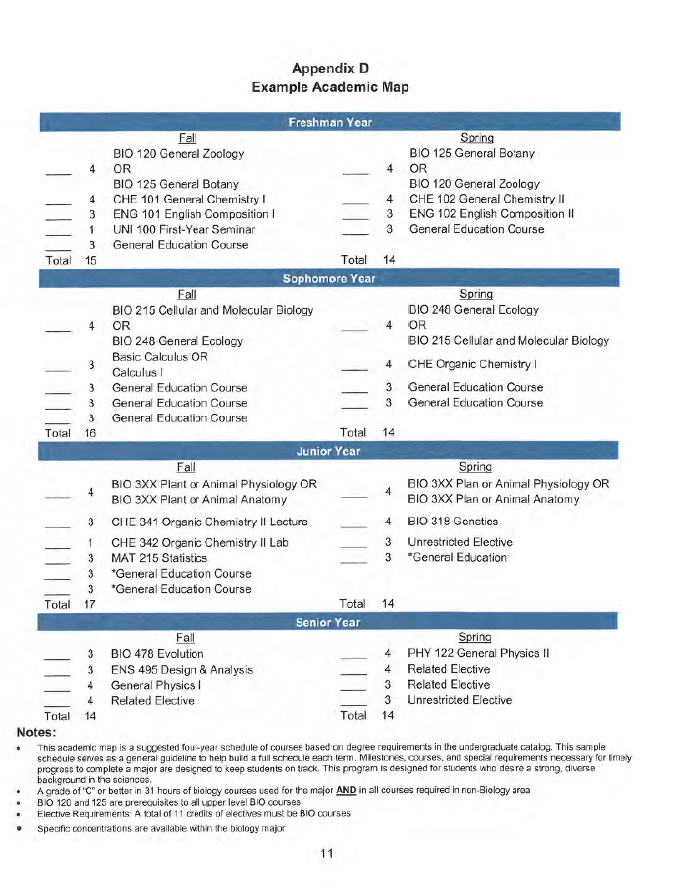 Appendix D
Example Academic Map
Freshman Year
Fall Spring
BIO 120 General Zoology BIO 125 General Botany
____ 4 OR ____ 4 OR
BIO 125 General Botany BIO 120 General Zoology
____ 4 CHE 101 General Chemistry I ____ 4 CHE 102 General Chemistry II
____ 3 ENG 101 English Composition I ____ 3 ENG 102 English Composition II
____ 1 UNI 100 First-Year Seminar ____ 3 General Education Course
____ 3 General Education Course
Total 15 Total 14
Sophomore Year
Fall Spring
BIO 215 Cellular and Molecular Biology BIO 248 General Ecology
____ 4 OR ____ 4 OR
BIO 248 General Ecology BIO 215 Cellular and Molecular Biology
____ 3 Basic Calculus OR ____ 4 CHE Organic Chemistry I
Calculus I
____ 3 General Education Course ____ 3 General Education Course
____ 3 General Education Course ____ 3 General Education Course
____ 3 General Education Course
Total 16 Total 14
Junior Year
Fall Spring
____ 4 BIO 3XX Plant or Animal Physiology OR ____ 4 BIO 3XX Plan or Animal Physiology OR
BIO 3XX Plant or Animal Anatomy BIO 3XX Plan or Animal Anatomy
____ 3 CHE 341 Organic Chemistry II Lecture ____ 4 BIO 318 Genetics
____ 1 CHE 342 Organic Chemistry II Lab ____ 3 Unrestricted Elective
____ 3 MAT 215 Statistics ____ 3 *General Education
____ 3 *General Education Course
____ 3 *General Education Course
Total 17 Total 14
Senior Year
Fall Spring
____ 3 BIO 478 Evolution ____ 4 PHY 122 General Physics II
____ 3 ENS 495 Design & Analysis ____ 4 Related Elective
____ 4 General Physics I ____ 3 Related Elective
____ 4 Related Elective ____ 3 Unrestricted Elective
Total 14 Total 14
Notes:
• This academic map is a suggested four-year schedule of courses based on degree requirements in the undergraduate catalog. This sample
schedule serves as a general guideline to help build a full schedule each term. Milestones, courses, and special requirements necessary for timely
progress to complete a major are designed to keep students on track. This program is designed for students who desire a strong, diverse
background in the sciences.
• A grade of "C" or better in 31 hours of biology courses used for the major AND in all courses required in non-Biology area
• BIO 120 and 125 are prerequisites to all upper level BIO courses
• Elective Requirements: A total of 11 credits of electives must be BIO courses
• Specific concentrations are available within the biology major
11